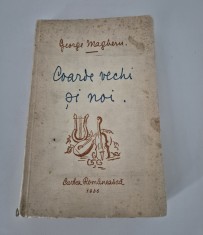 George Magheru.
Coarde vechi
și noi.
Cartea Românească